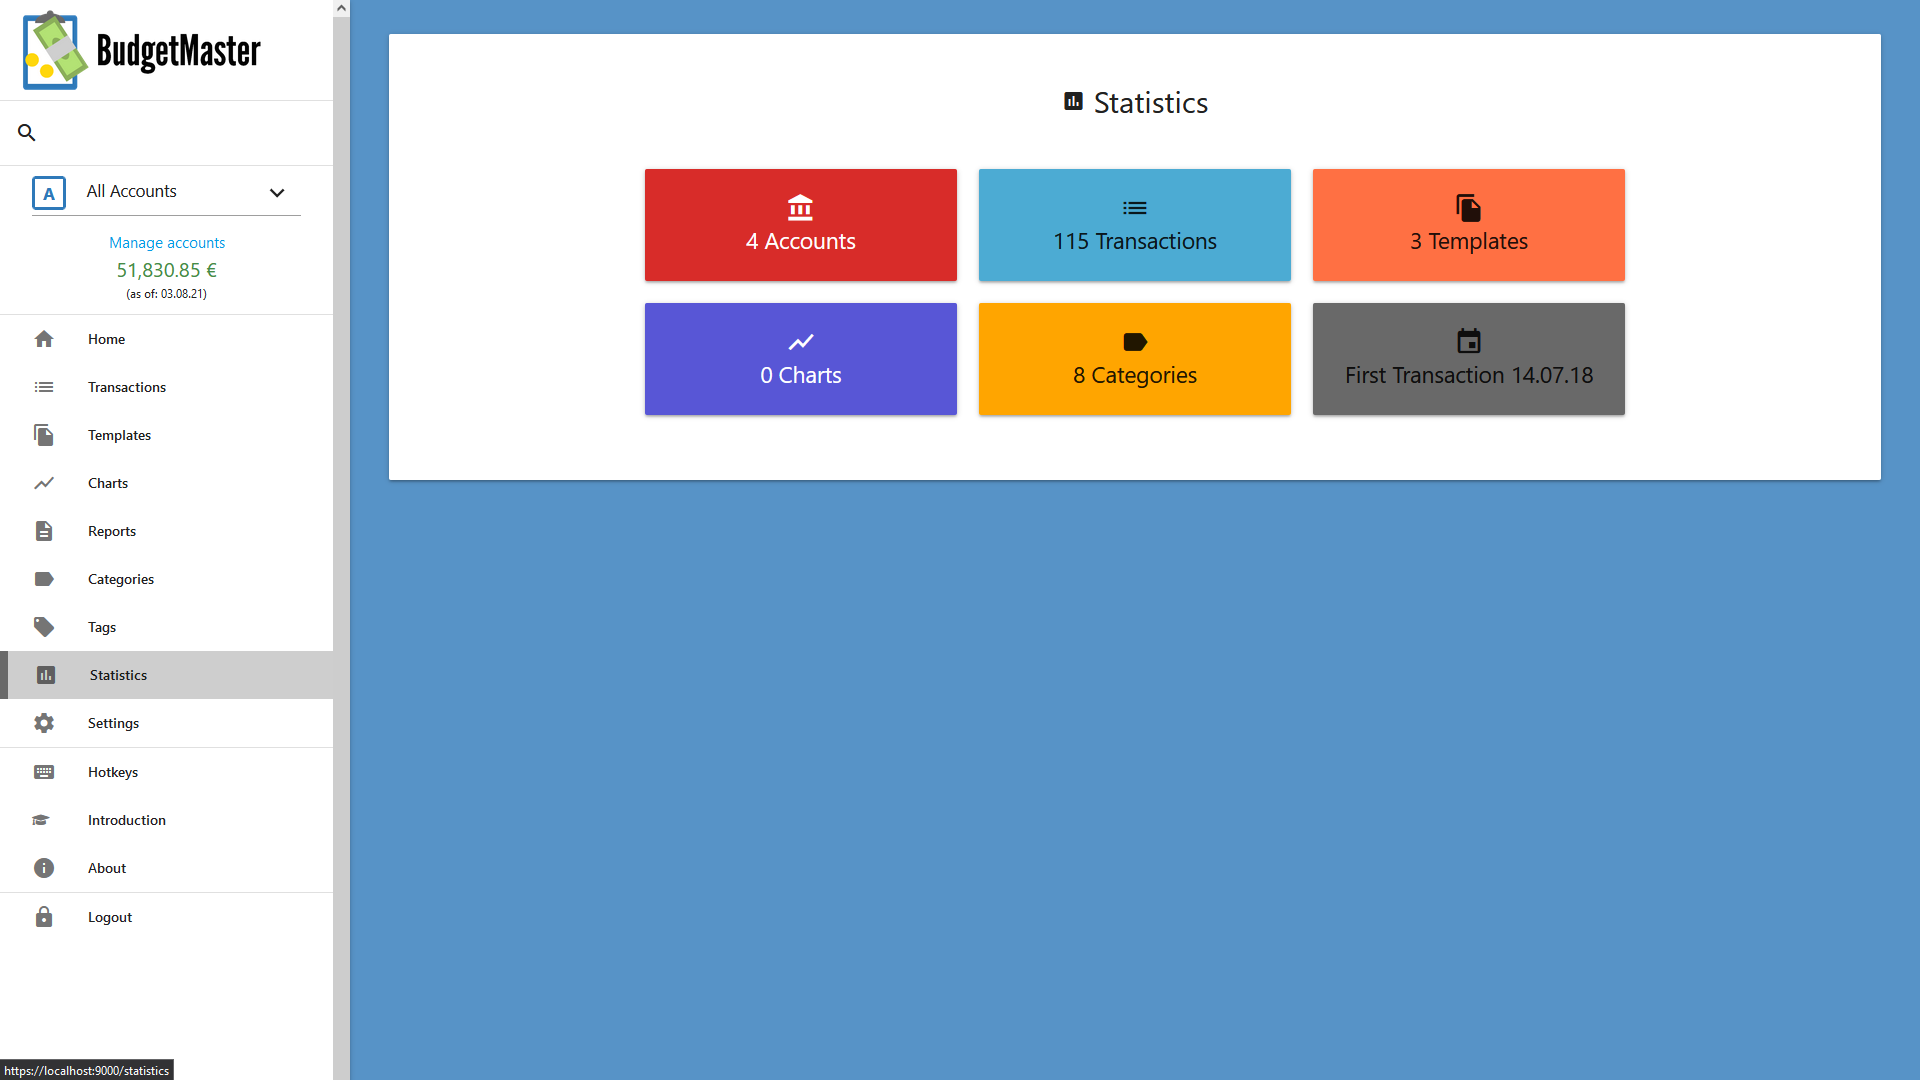 BudgetMaster
A
All Accounts
Manage accounts
51,830.85 €
(as of: 03.08.21)
Home
Transactions
Templates
Charts
Reports
Categories
Tags
Statistics
Settings
Hotkeys
Introduction
About
Logout
https://localhost:9000/statistics
Statistics
4 Accounts
115 Transactions
3 Templates
0 Charts
8 Categories
First Transaction 14.07.18